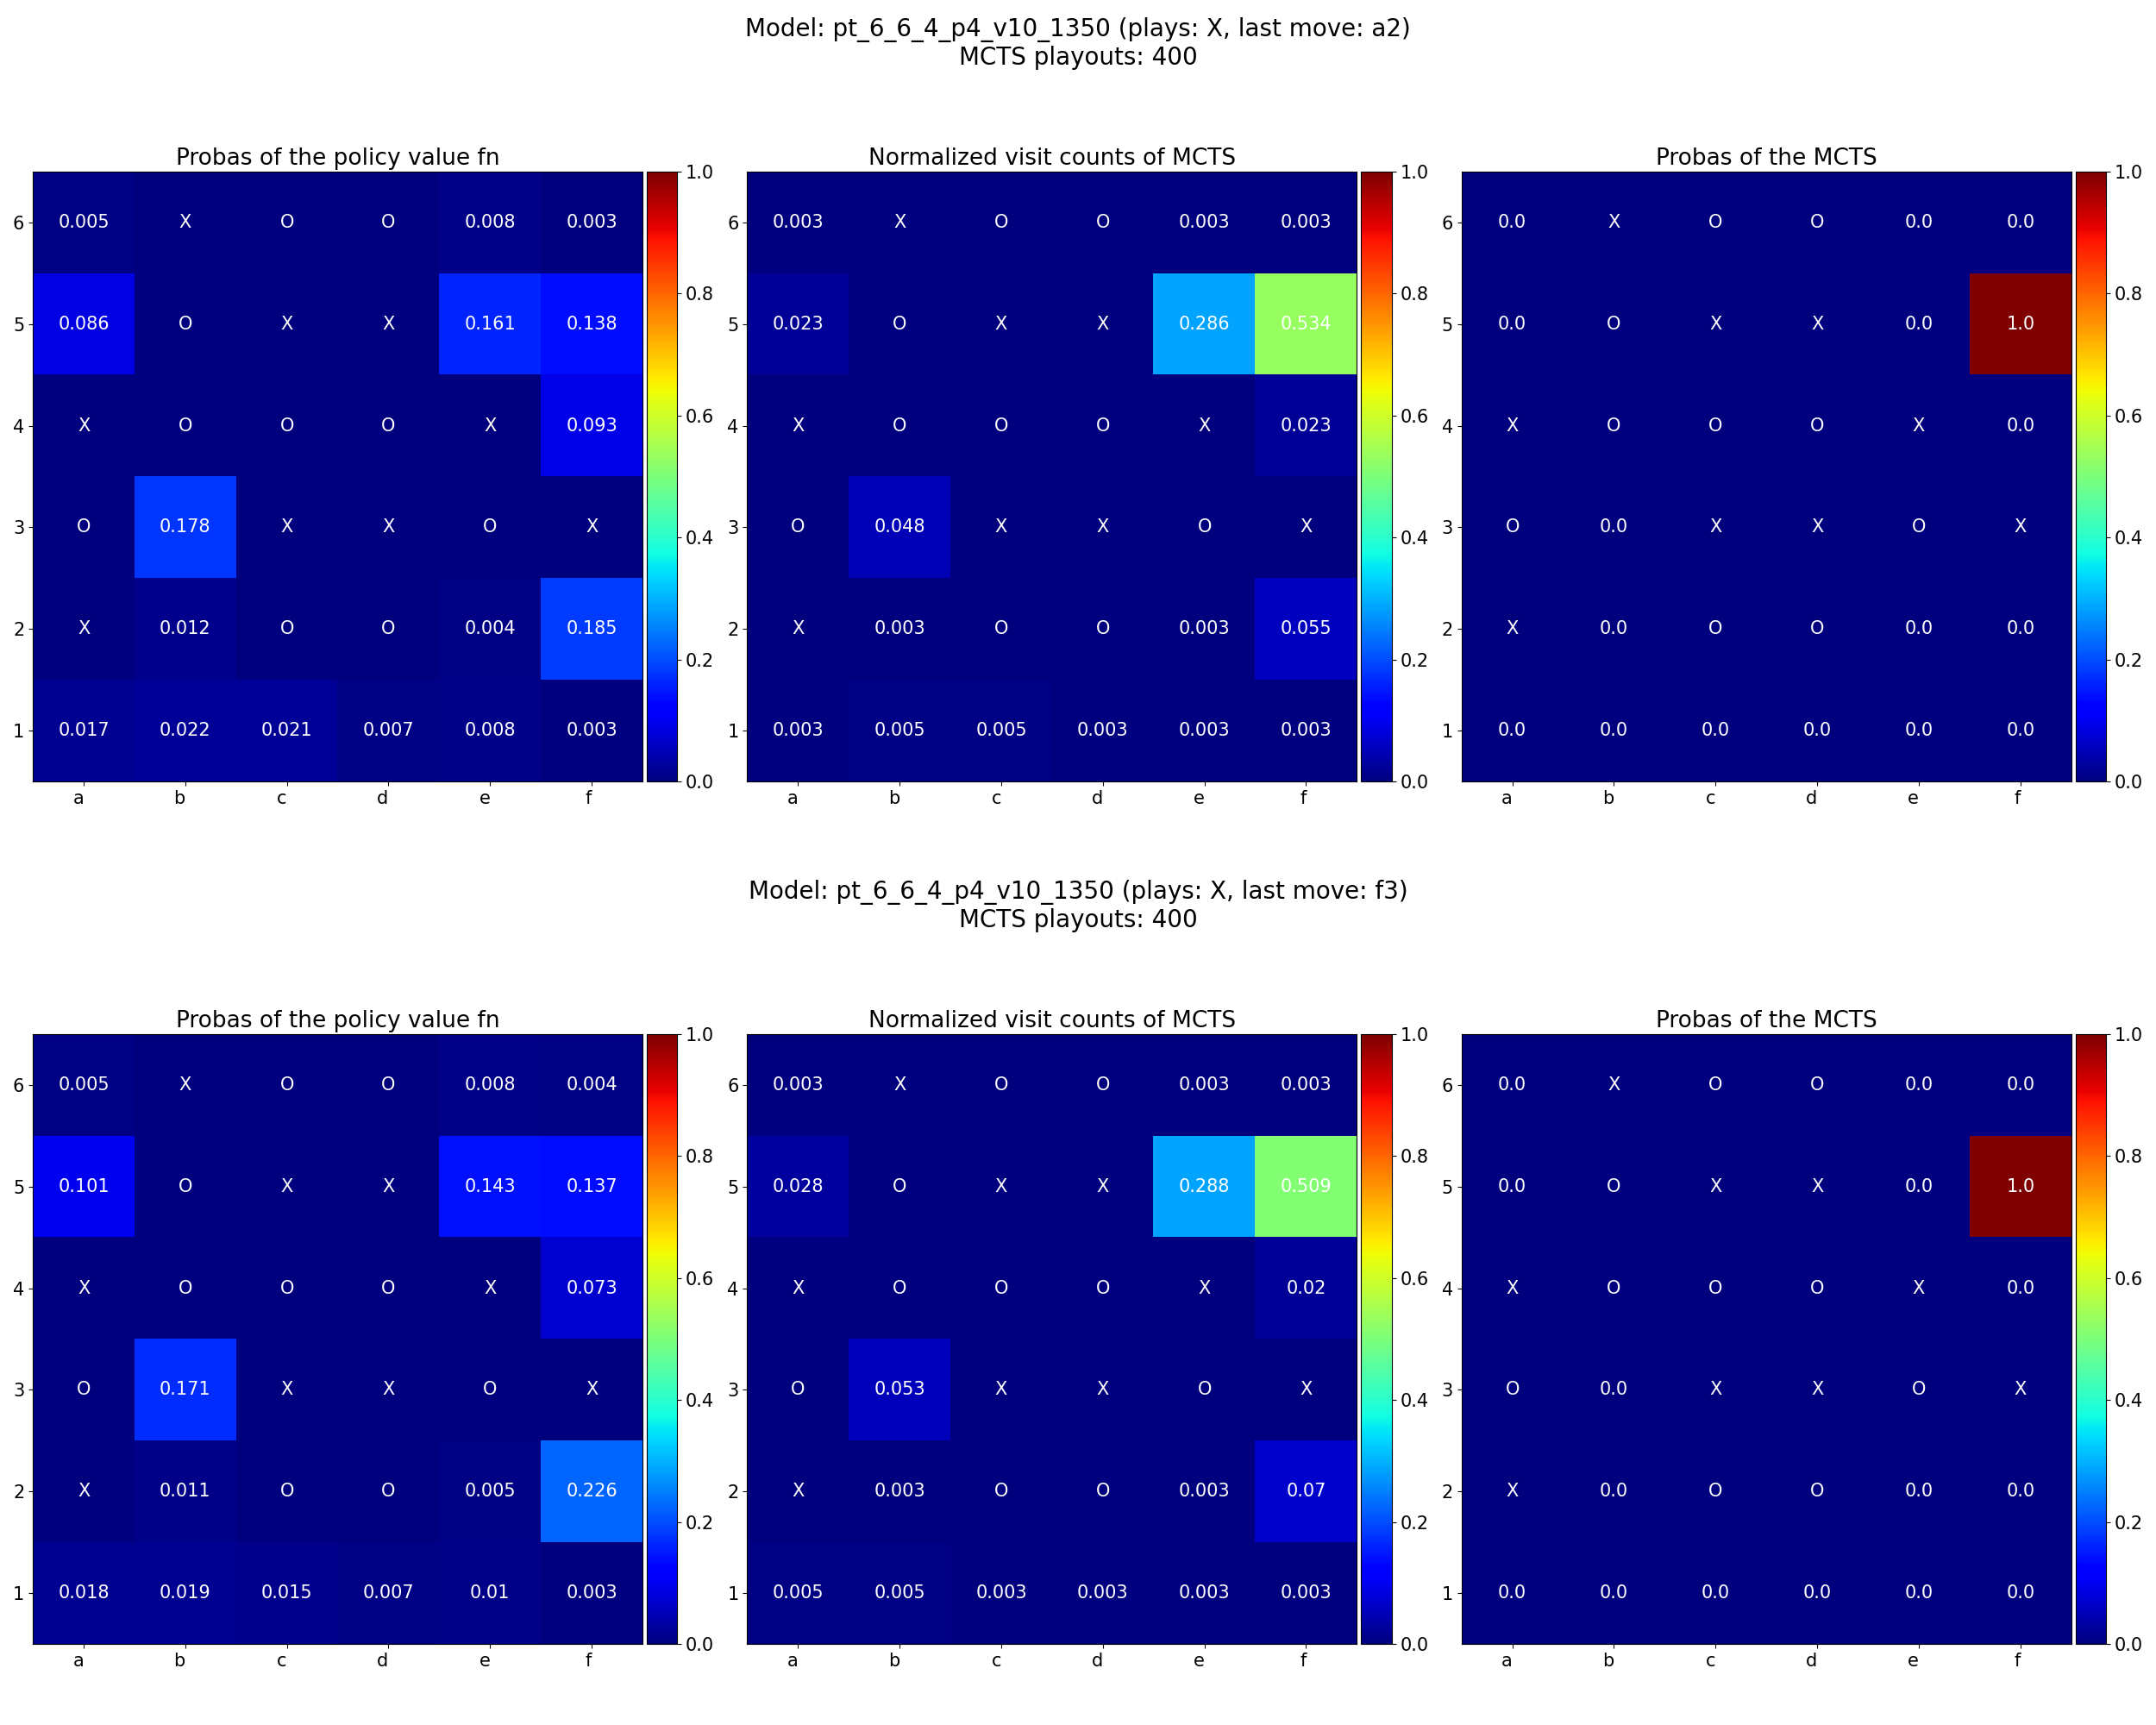 Model: pt_6_6_4_p4_v10_1350 (plays: X, last move: a2)
MCTS playouts: 400
Probas of the policy value fn
6 0.005 X O O 0.008 0.003
5 0.086 O X X 0.161 0.138
4 X O O O X 0.093
3 O 0.178 X X O X
2 X 0.012 O O 0.004 0.185
1 0.017 0.022 0.021 0.007 0.008 0.003
a b c d e f
1.0
0.8
0.6
0.4
0.2
0.0
Normalized visit counts of MCTS
6 0.003 X O O 0.003 0.003
5 0.023 O X X 0.286 0.534
4 X O O O X 0.023
3 O 0.048 X X O X
2 X 0.003 O O 0.003 0.055
1 0.003 0.005 0.005 0.003 0.003 0.003
a b c d e f
1.0
0.8
0.6
0.4
0.2
0.0
Probas of the MCTS
6 0.0 X O O 0.0 0.0
5 0.0 O X X 0.0 1.0
4 X O O O X 0.0
3 O 0.0 X X O X
2 X 0.0 O O 0.0 0.0
1 0.0 0.0 0.0 0.0 0.0 0.0
a b c d e f
1.0
0.8
0.6
0.4
0.2
0.0
Model: pt_6_6_4_p4_v10_1350 (plays: X, last move: f3)
MCTS playouts: 400
Probas of the policy value fn
6 0.005 X O O 0.008 0.004
5 0.101 O X X 0.143 0.137
4 X O O O X 0.073
3 O 0.171 X X O X
2 X 0.011 O O 0.005 0.226
1 0.018 0.019 0.015 0.007 0.01 0.003
a b c d e f
1.0
0.8
0.6
0.4
0.2
0.0
Normalized visit counts of MCTS
6 0.003 X O O 0.003 0.003
5 0.028 O X X 0.288 0.509
4 X O O O X 0.02
3 O 0.053 X X O X
2 X 0.003 O O 0.003 0.07
1 0.005 0.005 0.003 0.003 0.003 0.003
a b c d e f
1.0
0.8
0.6
0.4
0.2
0.0
Probas of the MCTS
6 0.0 X O O 0.0 0.0
5 0.0 O X X 0.0 1.0
4 X O O O X 0.0
3 O 0.0 X X O X
2 X 0.0 O O 0.0 0.0
1 0.0 0.0 0.0 0.0 0.0 0.0
a b c d e f
1.0
0.8
0.6
0.4
0.2
0.0